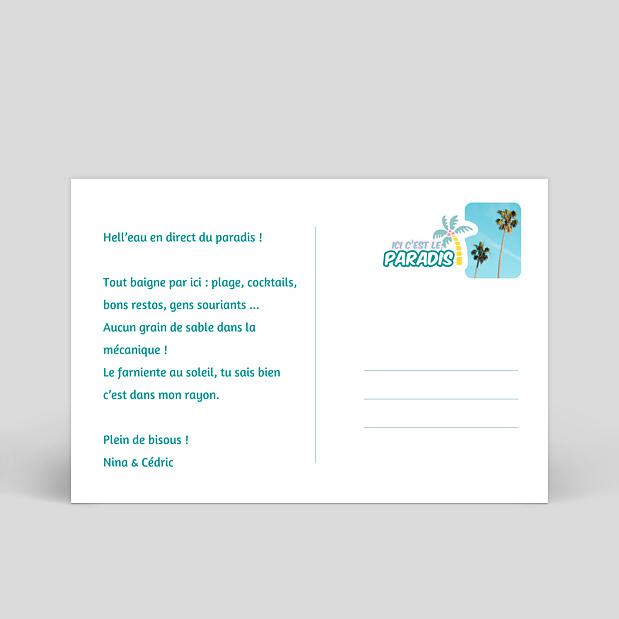 Hell'eau en direct du paradis !
Tout baigne par ici : plage, cocktails,
bons restos, gens souriants ...
Aucun grain de sable dans la
mécanique !
Le farniente au soleil, tu sais bien
c'est dans mon rayon.
Plein de bisous !
Nina & Cédric
ICI C'EST LE
PARADIS